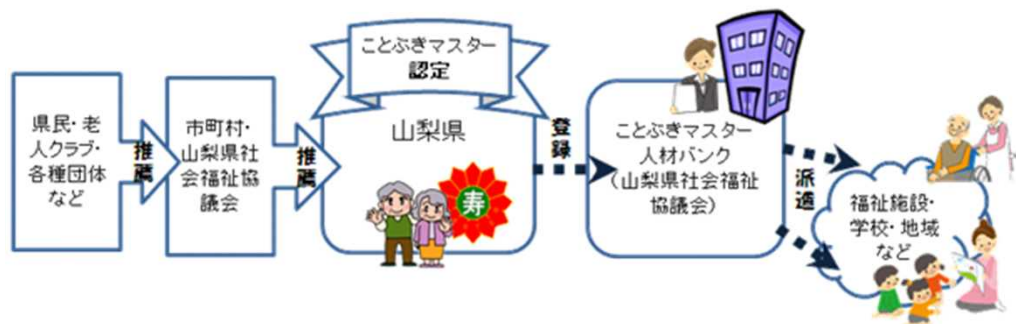 県民・老
人クラブ・
各種団体
など
推薦
市町村・
山梨県社
会福祉協
議会
推薦
ことぶきマスター
認定
山梨県
寿
登録
ことぶきマスター
人材バンク
(山梨県社会福祉
協議会)
派遣
福祉施設・
学校・地域
など